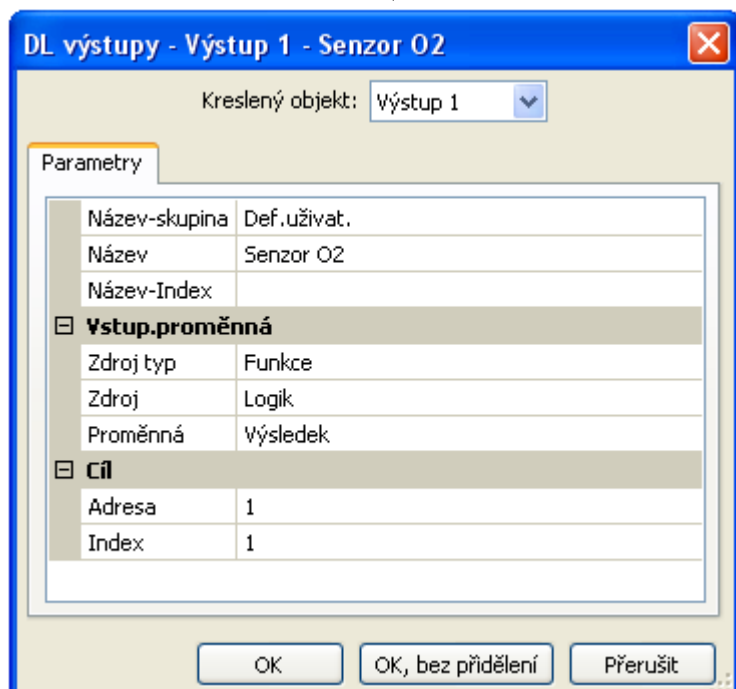 DL výstupy - Výstup 1 - Senzor O2
Kreslený objekt: Výstup 1
Parametry
Název-skupina Def.uživat.
Název Senzor O2
Název-Index
Vstup.proměnná
Zdroj typ Funkce
Zdroj Logik
Proměnná Výsledek
Cíl
Adresa 1
Index 1
OK OK, bez přidělení Přerušit